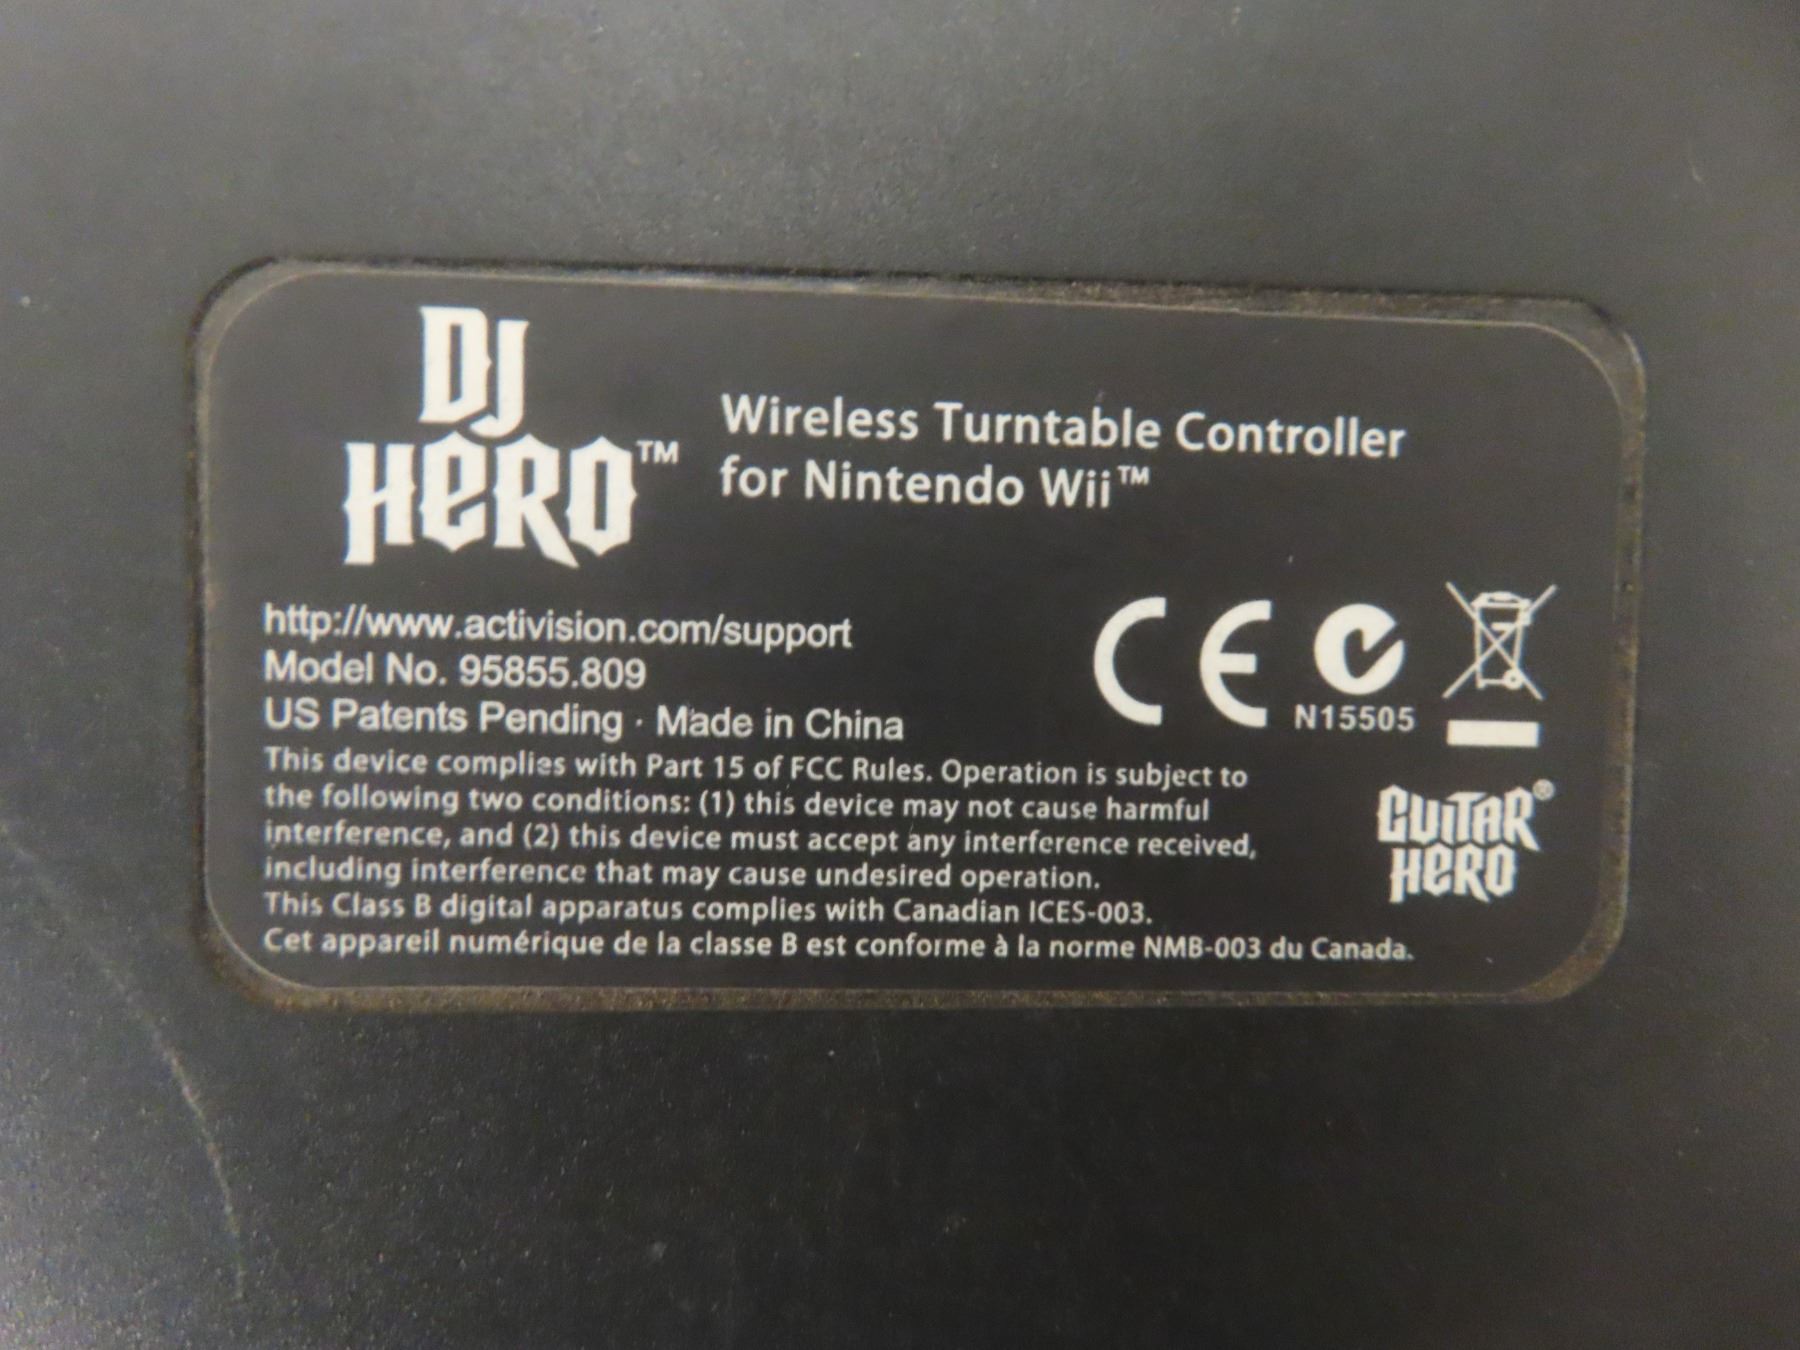 DJ
HERO™
Wireless Turntable Controller
for Nintendo Wii™
http://www.activision.com/support
Model No. 95855.809
US Patents Pending · Made in China
CE
N15505
This device complies with Part 15 of FCC Rules. Operation is subject to
the following two conditions: (1) this device may not cause harmful
interference, and (2) this device must accept any interference received,
including interference that may cause undesired operation.
This Class B digital apparatus complies with Canadian ICES-003.
Cet appareil numérique de la classe B est conforme à la norme NMB-003 du Canada.
GUITAR®
HERO